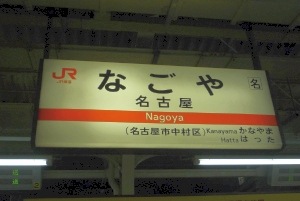 JR
なごや
名
名古屋
Nagoya
(名古屋市中村区)
Kanayama かなやま
Hatta はった